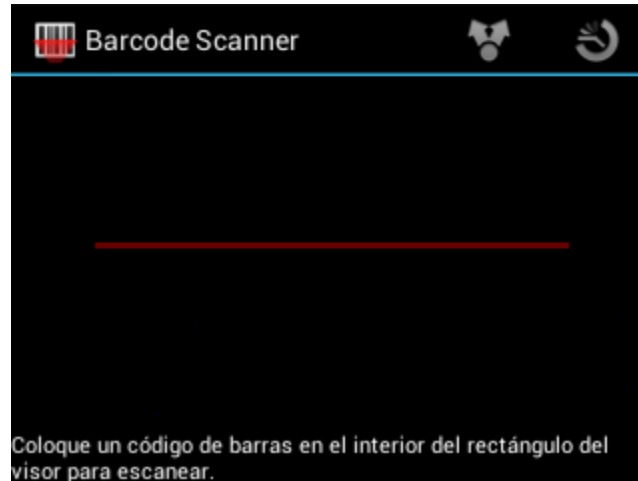 Barcode Scanner
Coloque un código de barras en el interior del rectángulo del
visor para escanear.